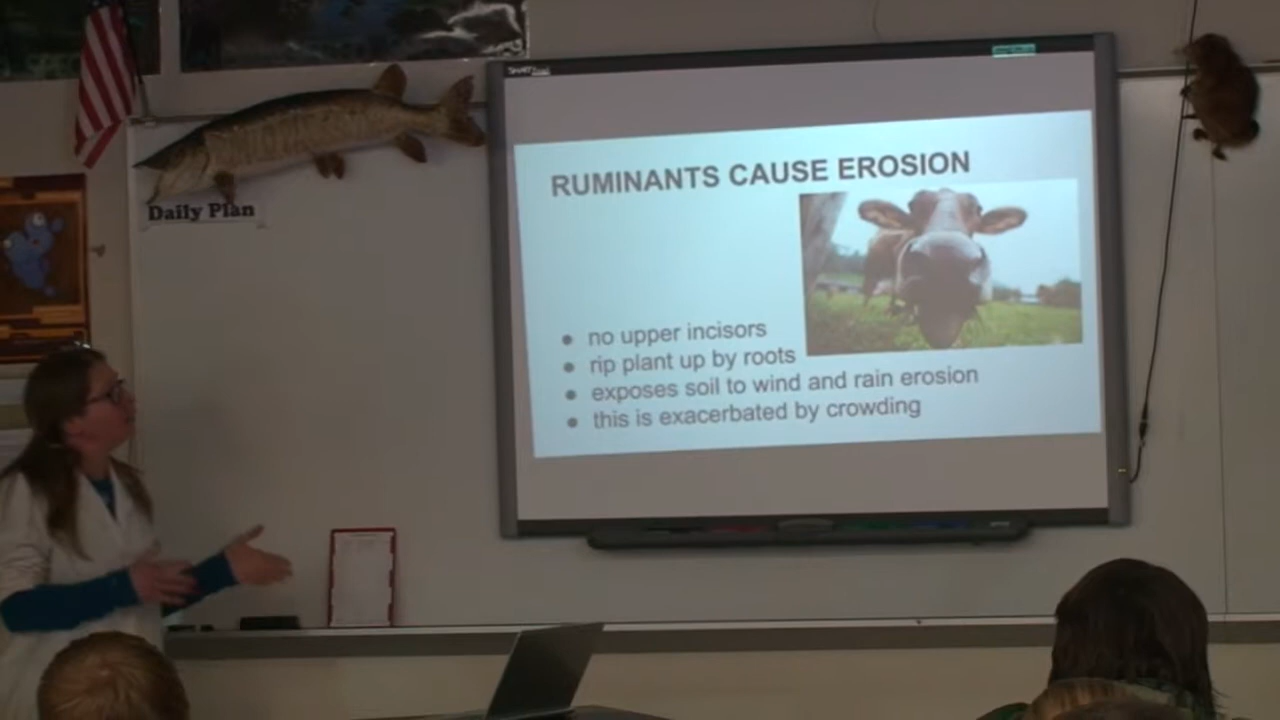 RUMINANTS CAUSE EROSION
Daily Plan
no upper incisors
rip plant up by roots
exposes soil to wind and rain erosion
this is exacerbated by crowding